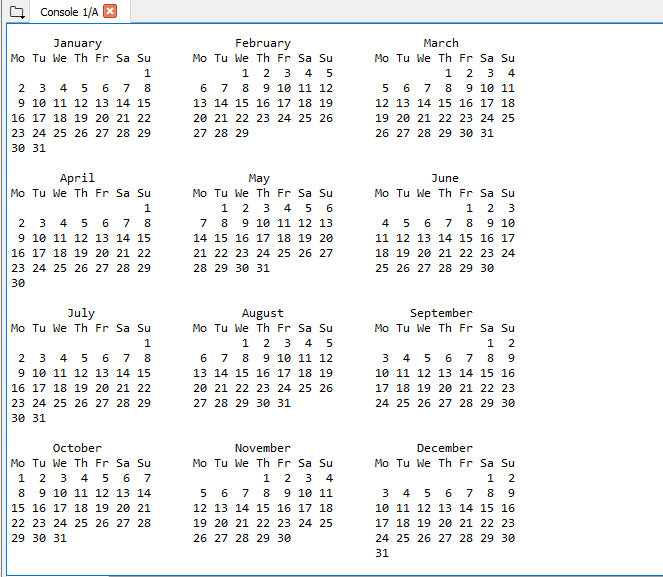 Console 1/A
      January                   February                   March
Mo Tu We Th Fr Sa Su      Mo Tu We Th Fr Sa Su      Mo Tu We Th Fr Sa Su
                   1             1  2  3  4  5                1  2  3  4
 2  3  4  5  6  7  8       6  7  8  9 10 11 12       5  6  7  8  9 10 11
 9 10 11 12 13 14 15      13 14 15 16 17 18 19      12 13 14 15 16 17 18
16 17 18 19 20 21 22      20 21 22 23 24 25 26      19 20 21 22 23 24 25
23 24 25 26 27 28 29      27 28 29                  26 27 28 29 30 31
30 31
       April                      May                       June
Mo Tu We Th Fr Sa Su      Mo Tu We Th Fr Sa Su      Mo Tu We Th Fr Sa Su
                   1          1  2  3  4  5  6                   1  2  3
 2  3  4  5  6  7  8       7  8  9 10 11 12 13       4  5  6  7  8  9 10
 9 10 11 12 13 14 15      14 15 16 17 18 19 20      11 12 13 14 15 16 17
16 17 18 19 20 21 22      21 22 23 24 25 26 27      18 19 20 21 22 23 24
23 24 25 26 27 28 29      28 29 30 31               25 26 27 28 29 30
30
        July                     August                  September
Mo Tu We Th Fr Sa Su      Mo Tu We Th Fr Sa Su      Mo Tu We Th Fr Sa Su
                   1             1  2  3  4  5                      1  2
 2  3  4  5  6  7  8       6  7  8  9 10 11 12       3  4  5  6  7  8  9
 9 10 11 12 13 14 15      13 14 15 16 17 18 19      10 11 12 13 14 15 16
16 17 18 19 20 21 22      20 21 22 23 24 25 26      17 18 19 20 21 22 23
23 24 25 26 27 28 29      27 28 29 30 31            24 25 26 27 28 29 30
30 31
      October                   November                  December
Mo Tu We Th Fr Sa Su      Mo Tu We Th Fr Sa Su      Mo Tu We Th Fr Sa Su
 1  2  3  4  5  6  7                1  2  3  4                      1  2
 8  9 10 11 12 13 14       5  6  7  8  9 10 11       3  4  5  6  7  8  9
15 16 17 18 19 20 21      12 13 14 15 16 17 18      10 11 12 13 14 15 16
22 23 24 25 26 27 28      19 20 21 22 23 24 25      17 18 19 20 21 22 23
29 30 31                  26 27 28 29 30            24 25 26 27 28 29 30
                                                    31